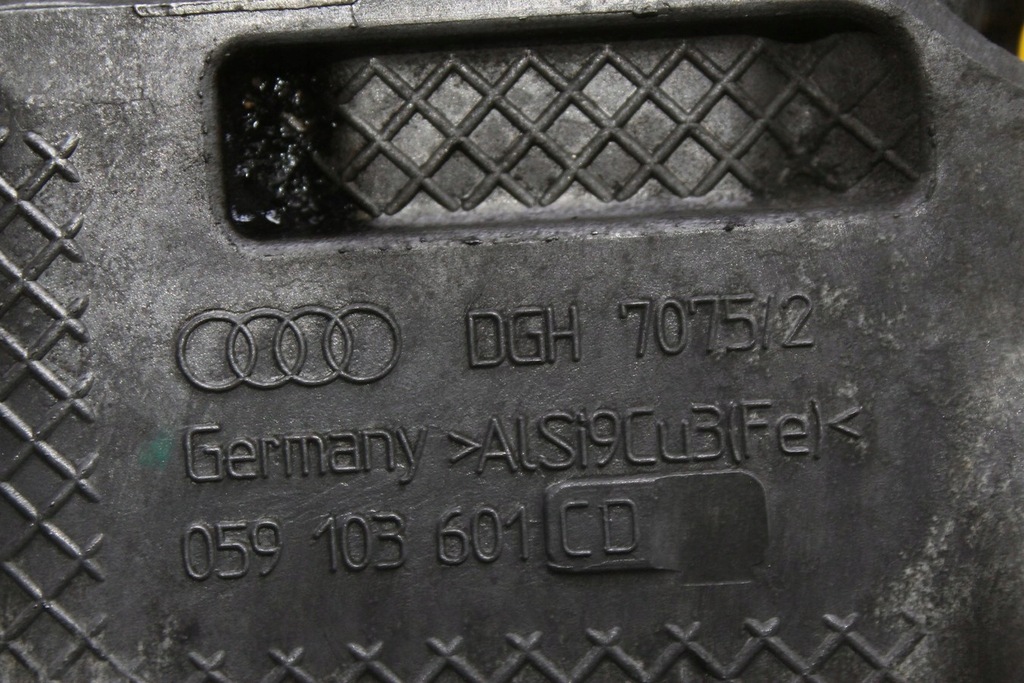 DGH 7075/2
Germany >AlSi9Cu3(Fe)<
059 103 601 CD